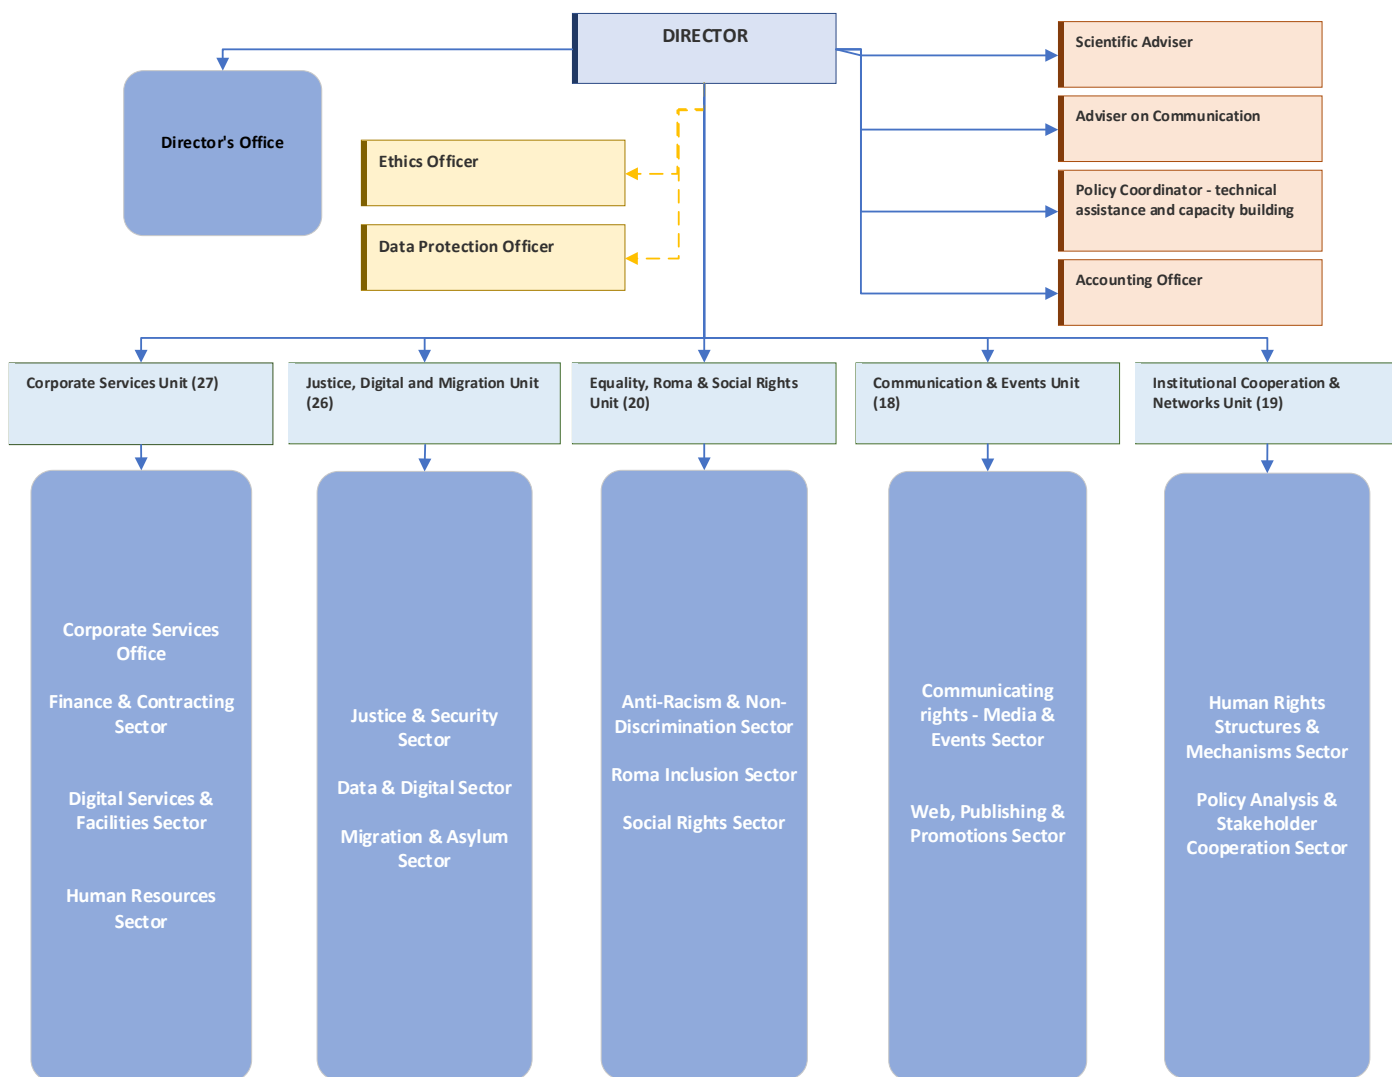 DIRECTOR
Scientific Adviser
Adviser on Communication
Director's Office
Ethics Officer
Policy Coordinator - technical
assistance and capacity building
Data Protection Officer
Accounting Officer
Corporate Services Unit (27)
Justice, Digital and Migration Unit
(26)
Equality, Roma & Social Rights
Unit (20)
Communication & Events Unit
(18)
Institutional Cooperation &
Networks Unit (19)
Corporate Services
Office
Finance & Contracting
Sector
Digital Services &
Facilities Sector
Human Resources
Sector
Justice & Security
Sector
Data & Digital Sector
Migration & Asylum
Sector
Anti-Racism & Non-
Discrimination Sector
Roma Inclusion Sector
Social Rights Sector
Communicating
rights - Media &
Events Sector
Web, Publishing &
Promotions Sector
Human Rights
Structures &
Mechanisms Sector
Policy Analysis &
Stakeholder
Cooperation Sector